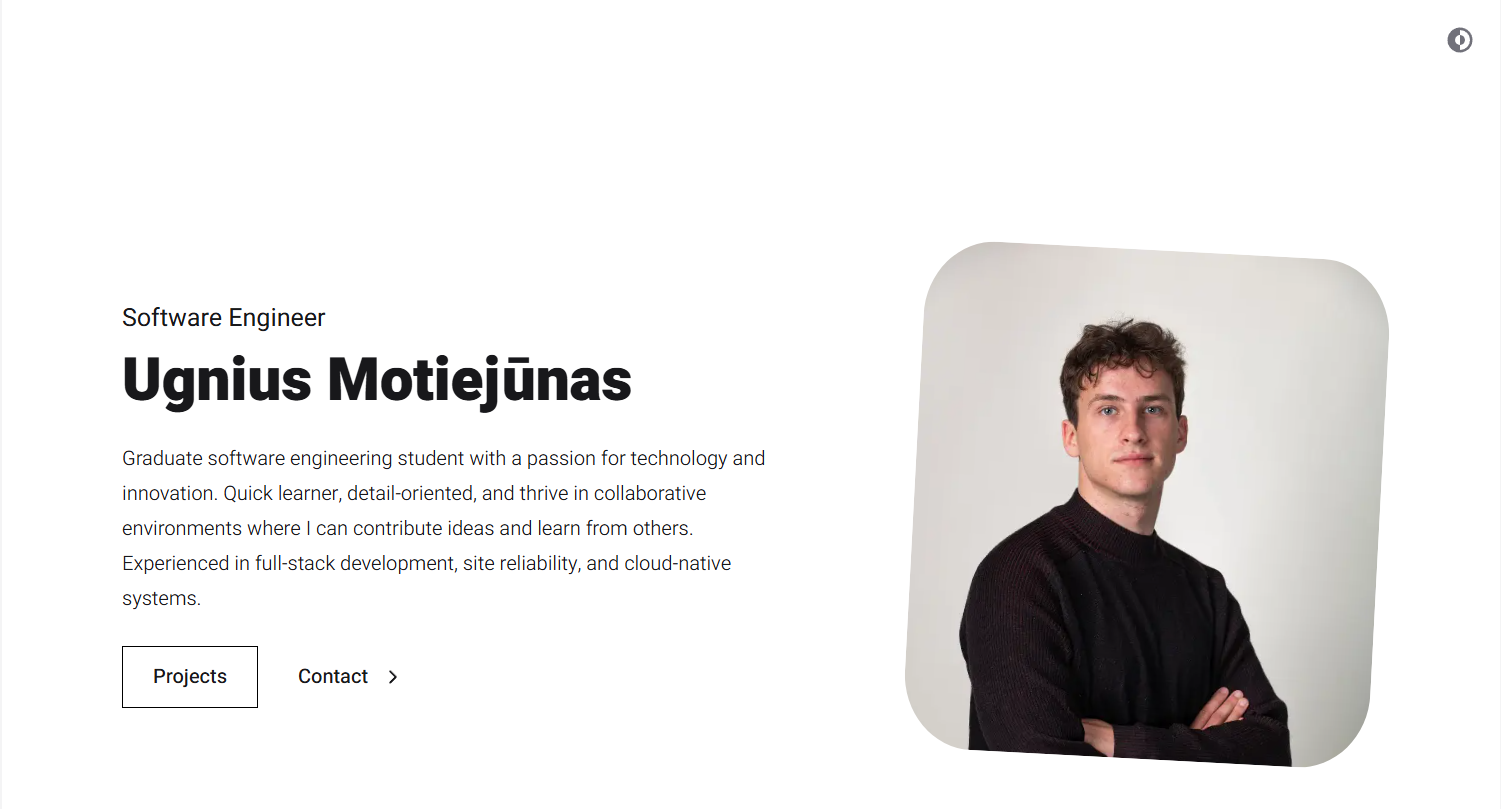 Software Engineer
Ugnius Motiejūnas
Graduate software engineering student with a passion for technology and
innovation. Quick learner, detail-oriented, and thrive in collaborative
environments where I can contribute ideas and learn from others.
Experienced in full-stack development, site reliability, and cloud-native
systems.
Projects
Contact